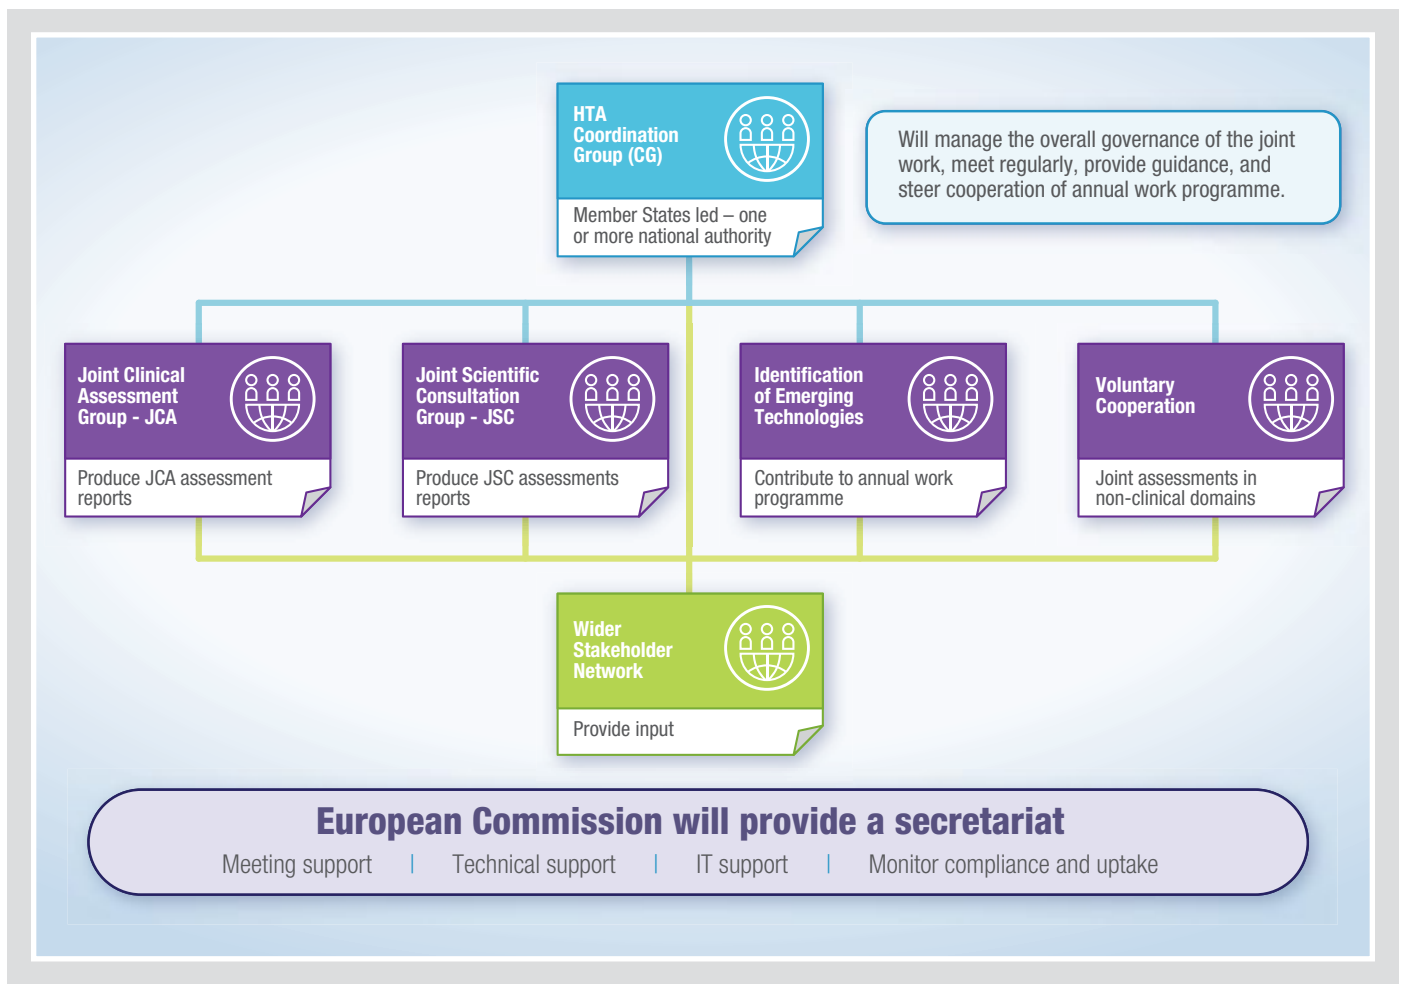 HTA
Coordination
Group (CG)
Member States led – one
or more national authority
Will manage the overall governance of the joint
work, meet regularly, provide guidance, and
steer cooperation of annual work programme.
Joint Clinical
Assessment
Group - JCA
Produce JCA assessment
reports
Joint Scientific
Consultation
Group - JSC
Produce JSC assessments
reports
Identification
of Emerging
Technologies
Contribute to annual work
programme
Voluntary
Cooperation
Joint assessments in
non-clinical domains
Wider
Stakeholder
Network
Provide input
European Commission will provide a secretariat
Meeting support | Technical support | IT support | Monitor compliance and uptake